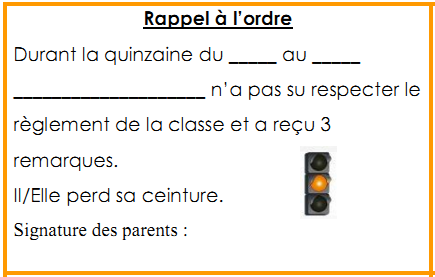 Rappel à l'ordre
Durant la quinzaine du _____ au _____
____________________ n'a pas su respecter le
règlement de la classe et a reçu 3
remarques.
Il/Elle perd sa ceinture.
Signature des parents :